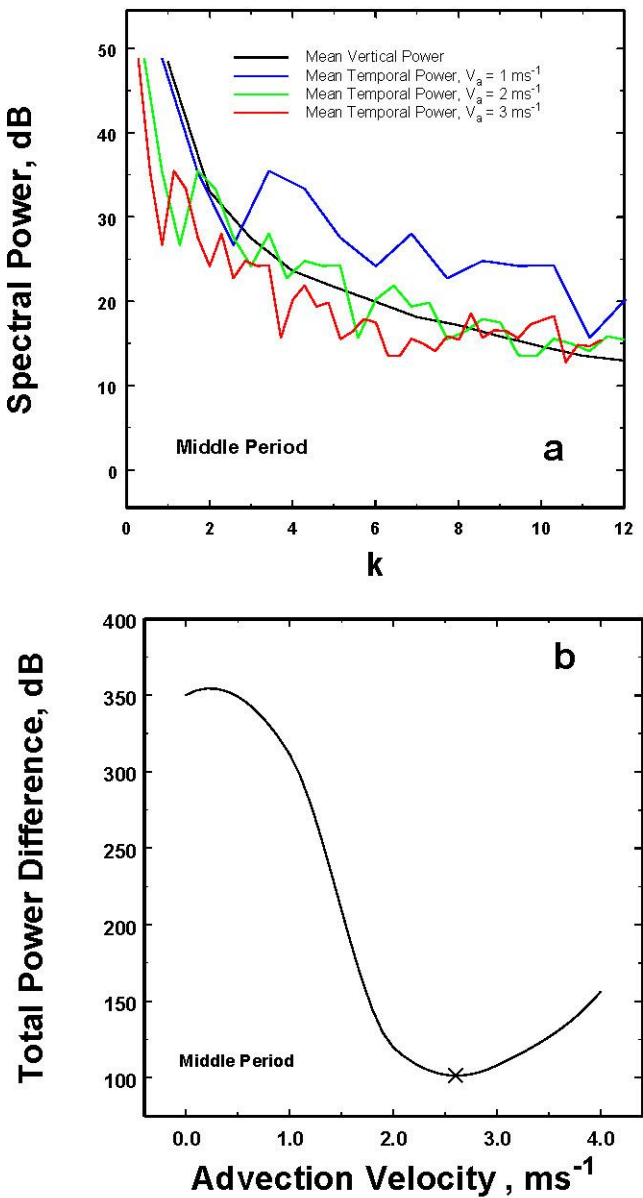 50
40
30
20
10
0
Spectral Power, dB
Mean Vertical Power
Mean Temporal Power, Vₐ = 1 ms⁻¹
Mean Temporal Power, Vₐ = 2 ms⁻¹
Mean Temporal Power, Vₐ = 3 ms⁻¹
Middle Period
a
0 2 4 6 8 10 12
k
400
350
300
250
200
150
100
Total Power Difference, dB
b
Middle Period
0.0 1.0 2.0 3.0 4.0
Advection Velocity , ms⁻¹